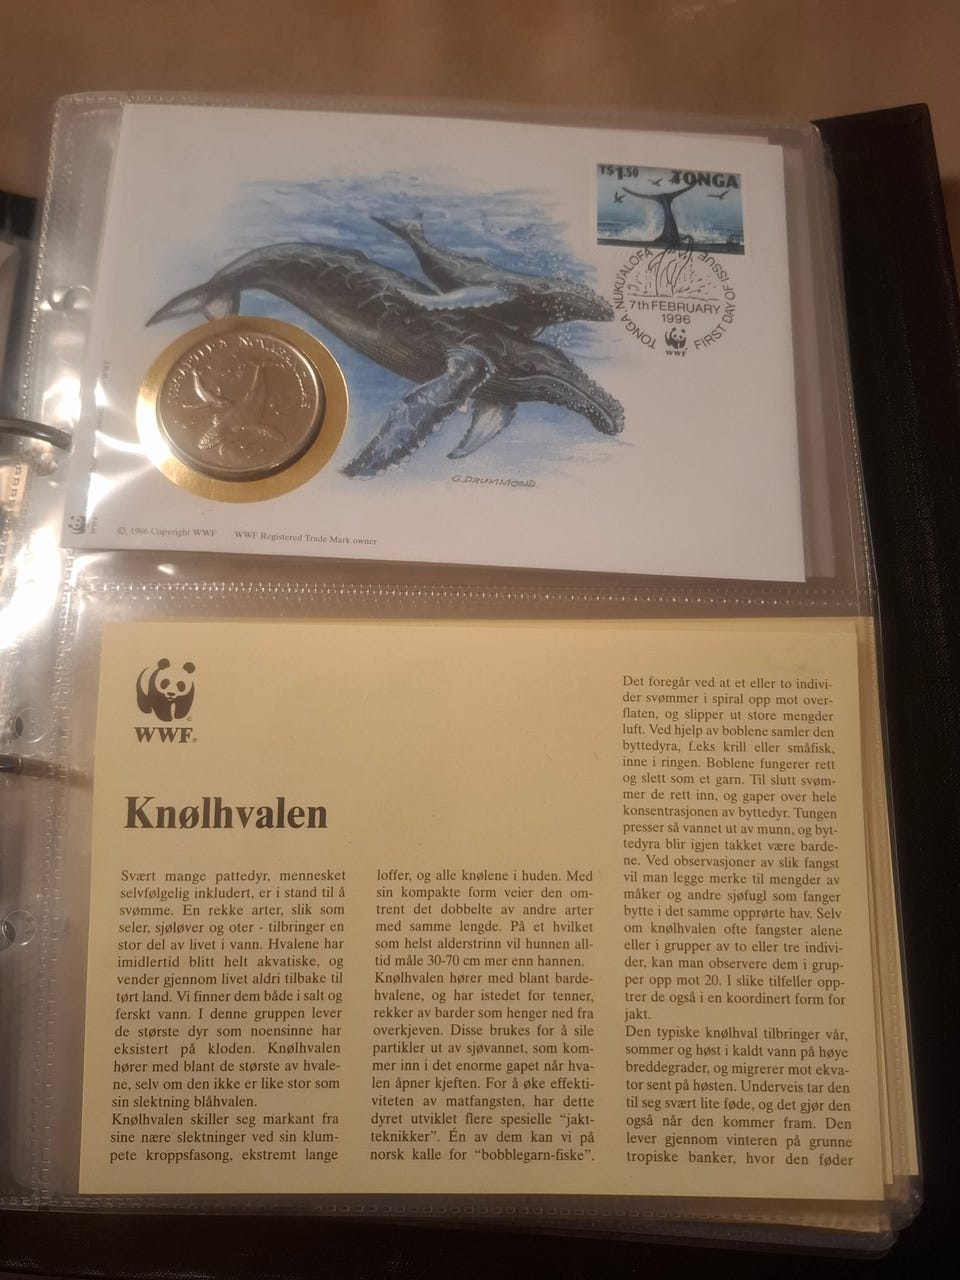 T$1.50 TONGA
TONGA, NUKU'ALOFA
7th FEBRUARY
1996
FIRST DAY OF ISSUE
WWF
G. DRUMMOND
© 1986 Copyright WWF WWF Registered Trade Mark owner
WWF®
Knølhvalen
Svært mange pattedyr, mennesket
selvfølgelig inkludert, er i stand til å
svømme. En rekke arter, slik som
seler, sjøløver og oter - tilbringer en
stor del av livet i vann. Hvalene har
imidlertid blitt helt akvatiske, og
vender gjennom livet aldri tilbake til
tørt land. Vi finner dem både i salt og
ferskt vann. I denne gruppen lever
de største dyr som noensinne har
eksistert på kloden. Knølhvalen
hører med blant de største av hvale-
ne, selv om den ikke er like stor som
sin slektning blåhvalen.
Knølhvalen skiller seg markant fra
sine nære slektninger ved sin klum-
pete kroppsfasong, ekstremt lange
loffer, og alle knølene i huden. Med
sin kompakte form veier den om-
trent det dobbelte av andre arter
med samme lengde. På et hvilket
som helst alderstrinn vil hunnen all-
tid måle 30-70 cm mer enn hannen.
Knølhvalen hører med blant barde-
hvalene, og har istedet for tenner,
rekker av barder som henger ned fra
overkjeven. Disse brukes for å sile
partikler ut av sjøvannet, som kom-
mer inn i det enorme gapet når hva-
len åpner kjeften. For å øke effekti-
viteten av matfangsten, har dette
dyret utviklet flere spesielle "jakt-
teknikker". Én av dem kan vi på
norsk kalle for "bobblegarn-fiske".
Det foregår ved at et eller to indivi-
der svømmer i spiral opp mot over-
flaten, og slipper ut store mengder
luft. Ved hjelp av boblene samler den
byttedyra, f.eks krill eller småfisk,
inne i ringen. Boblene fungerer rett
og slett som et garn. Til slutt svøm-
mer de rett inn, og gaper over hele
konsentrasjonen av byttedyr. Tungen
presser så vannet ut av munn, og byt-
tedyra blir igjen takket være barde-
ne. Ved observasjoner av slik fangst
vil man legge merke til mengder av
måker og andre sjøfugl som fanger
bytte i det samme opprørte hav. Selv
om knølhvalen ofte fangster alene
eller i grupper av to eller tre indivi-
der, kan man observere dem i grup-
per opp mot 20. I slike tilfeller opp-
trer de også i en koordinert form for
jakt.
Den typiske knølhval tilbringer vår,
sommer og høst i kaldt vann på høye
breddegrader, og migrerer mot ekva-
tor sent på høsten. Underveis tar den
til seg svært lite føde, og det gjør den
også når den kommer fram. Den
lever gjennom vinteren på grunne
tropiske banker, hvor den føder